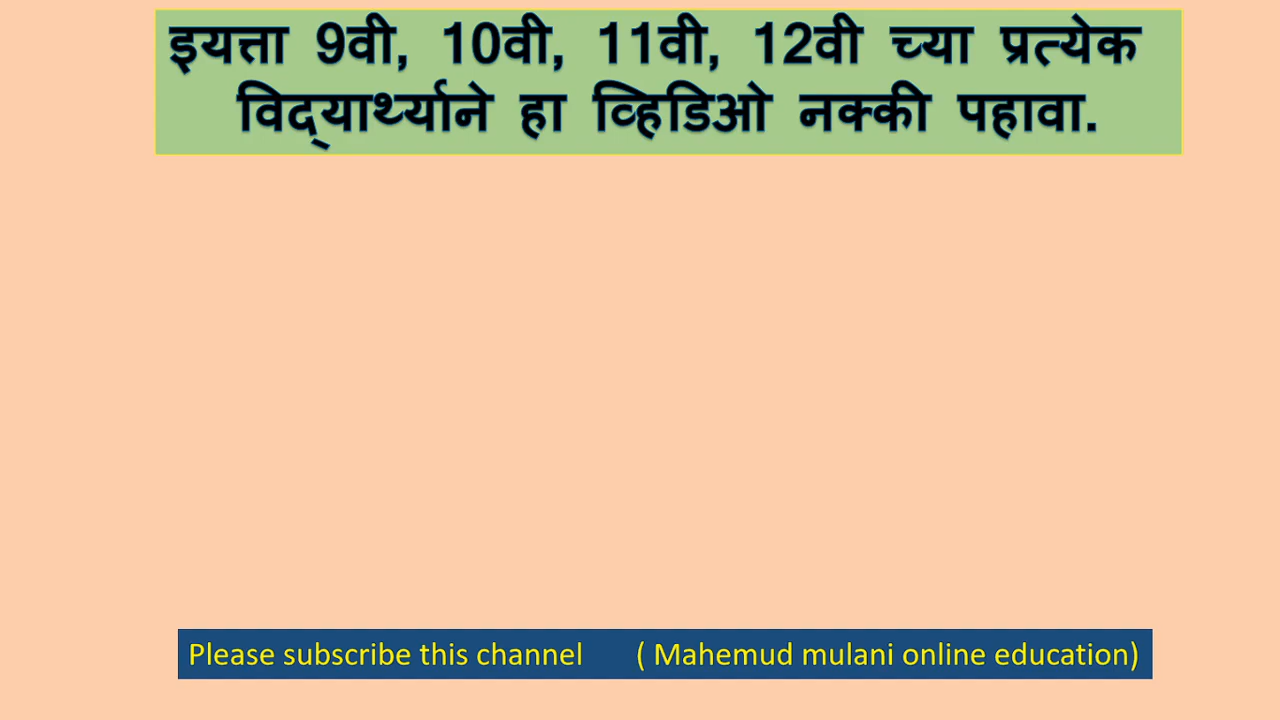 इयत्ता 9वी, 10वी, 11वी, 12वी च्या प्रत्येक
विद्‌यार्थ्याने हा व्हिडिओ नक्की पहावा.
Please subscribe this channel ( Mahemud mulani online education)